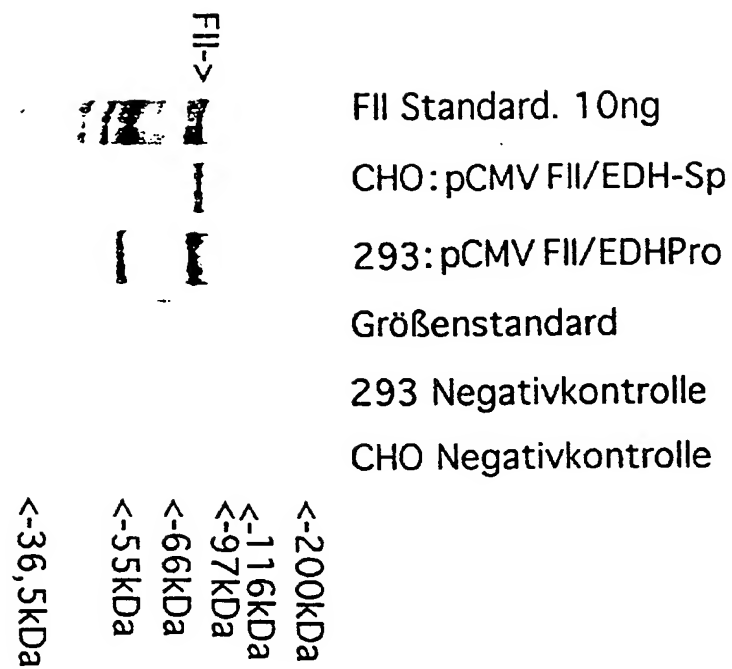 FII->
FII Standard. 10ng
CHO: pCMV FII/EDH-Sp
293: pCMV FII/EDHPro
Größenstandard
293 Negativkontrolle
CHO Negativkontrolle
<-200kDa
<-116kDa
<-97kDa
<-66kDa
<-55kDa
<-36,5kDa